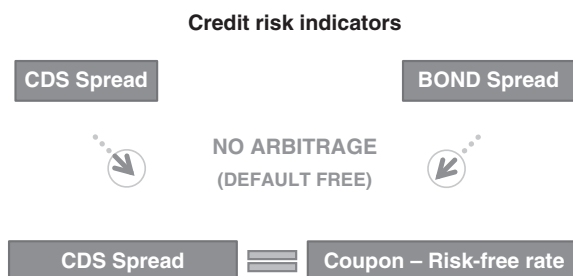 Credit risk indicators
CDS Spread
BOND Spread
NO ARBITRAGE
(DEFAULT FREE)
CDS Spread
Coupon – Risk-free rate